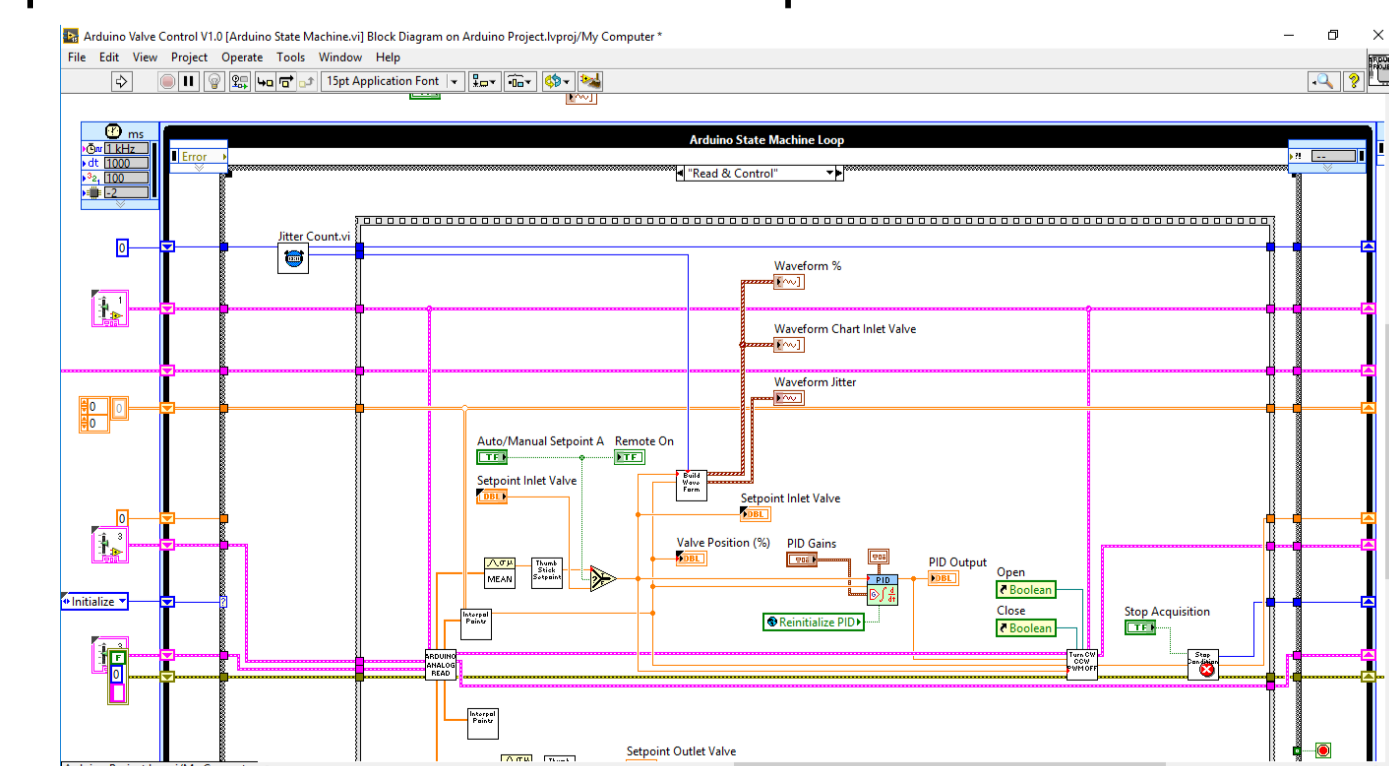 Arduino Valve Control V1.0 [Arduino State Machine.vi] Block Diagram on Arduino Project.lvproj/My Computer *
File Edit View Project Operate Tools Window Help
15pt Application Font
ms
1 kHz
dt 1000
100
-2
Error
Arduino State Machine Loop
--
"Read & Control"
Jitter Count.vi
0
1
Waveform %
Waveform Chart Inlet Valve
Waveform Jitter
0
0
0
Auto/Manual Setpoint A
Remote On
TF
TF
Setpoint Inlet Valve
DBL
Build
Wave
Form
Setpoint Inlet Valve
DBL
0
3
Valve Position (%)
DBL
PID Gains
PID Output
DBL
MEAN
Thumb
Stick
Setpoint
PID
Open
Boolean
Close
Boolean
Stop Acquisition
TF
Initialize
Interpol
Points
Reinitialize PID
F
0
ARDUINO
ANALOG
READ
Turn CW
CCW
PWM OFF
Stop
Condition
Interpol
Points
Setpoint Outlet Valve